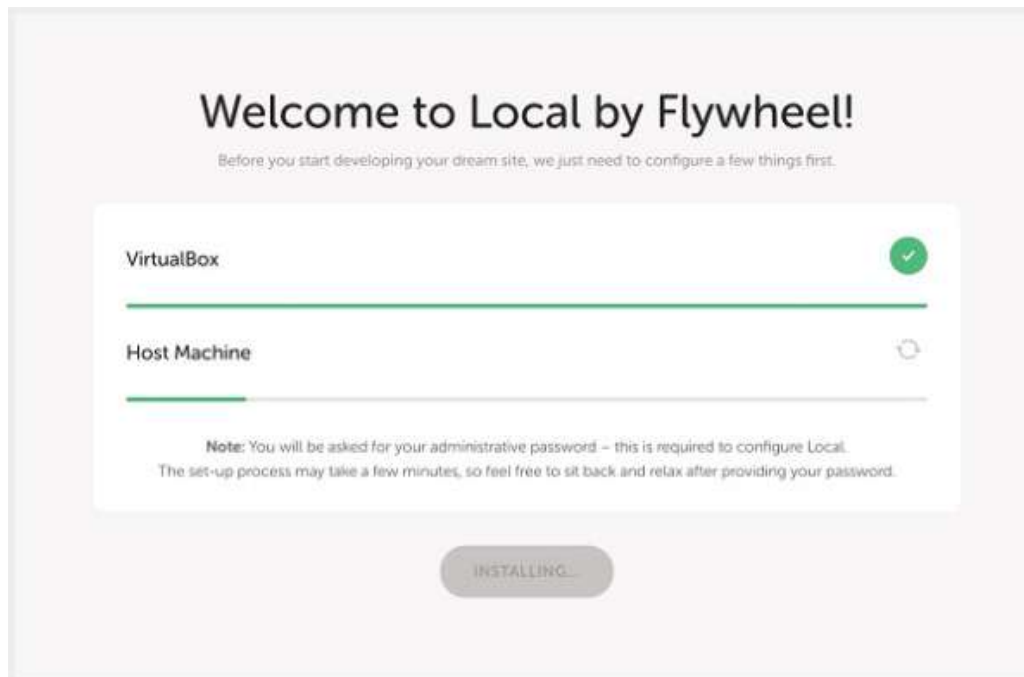 Welcome to Local by Flywheel!
Before you start developing your dream site, we just need to configure a few things first.
VirtualBox
Host Machine
Note: You will be asked for your administrative password – this is required to configure Local.
The set-up process may take a few minutes, so feel free to sit back and relax after providing your password.
INSTALLING...